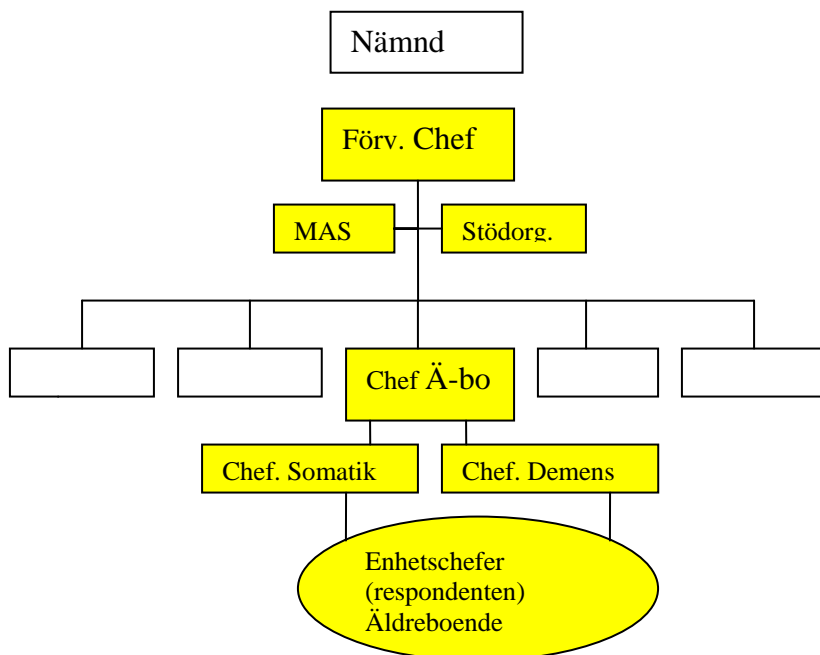 Nämnd
Förv. Chef
MAS
Stödorg.
Chef Ä-bo
Chef. Somatik
Chef. Demens
Enhetschefer
(respondenten)
Äldreboende